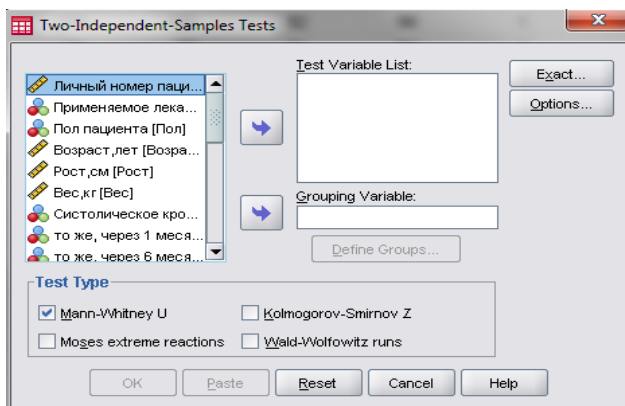 Two-Independent-Samples Tests
Личный номер паци...
Применяемое лека...
Пол пациента [Пол]
Возраст,лет [Возра...
Рост,см [Рост]
Вес,кг [Вес]
Систолическое кро...
то же, через 1 меся...
то же, через 6 меся...
Test Variable List:
Grouping Variable:
Define Groups...
Exact...
Options...
Test Type
Mann-Whitney U
Kolmogorov-Smirnov Z
Moses extreme reactions
Wald-Wolfowitz runs
OK
Paste
Reset
Cancel
Help